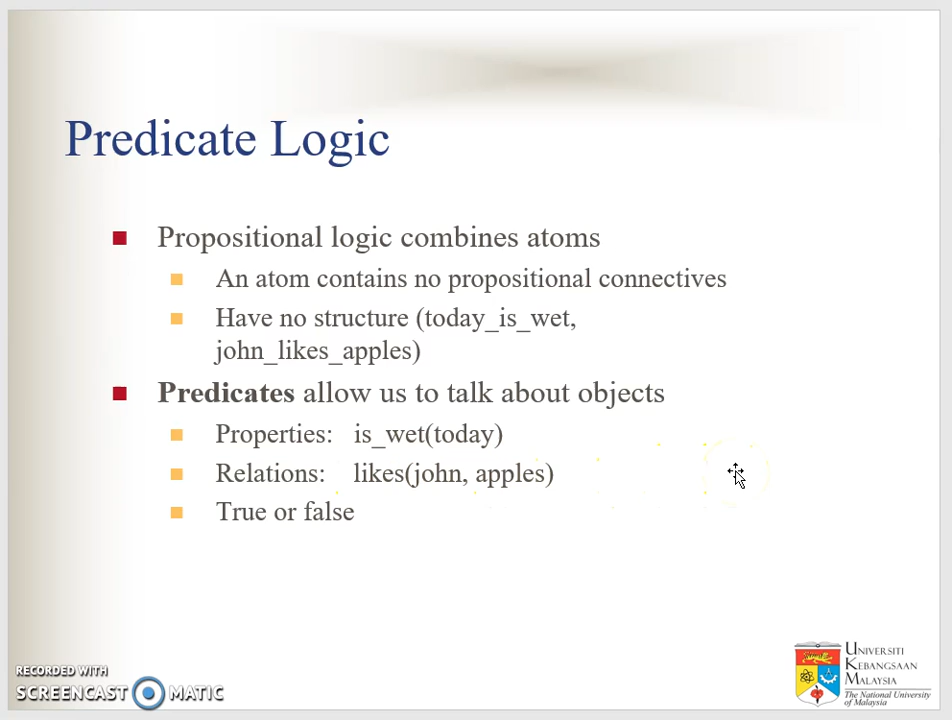 Predicate Logic
Propositional logic combines atoms
An atom contains no propositional connectives
Have no structure (today_is_wet,
john_likes_apples)
Predicates allow us to talk about objects
Properties: is_wet(today)
Relations: likes(john, apples)
True or false
RECORDED WITH
SCREENCAST MATIC
UNIVERSITI
KEBANGSAAN
MALAYSIA
The National University
of Malaysia